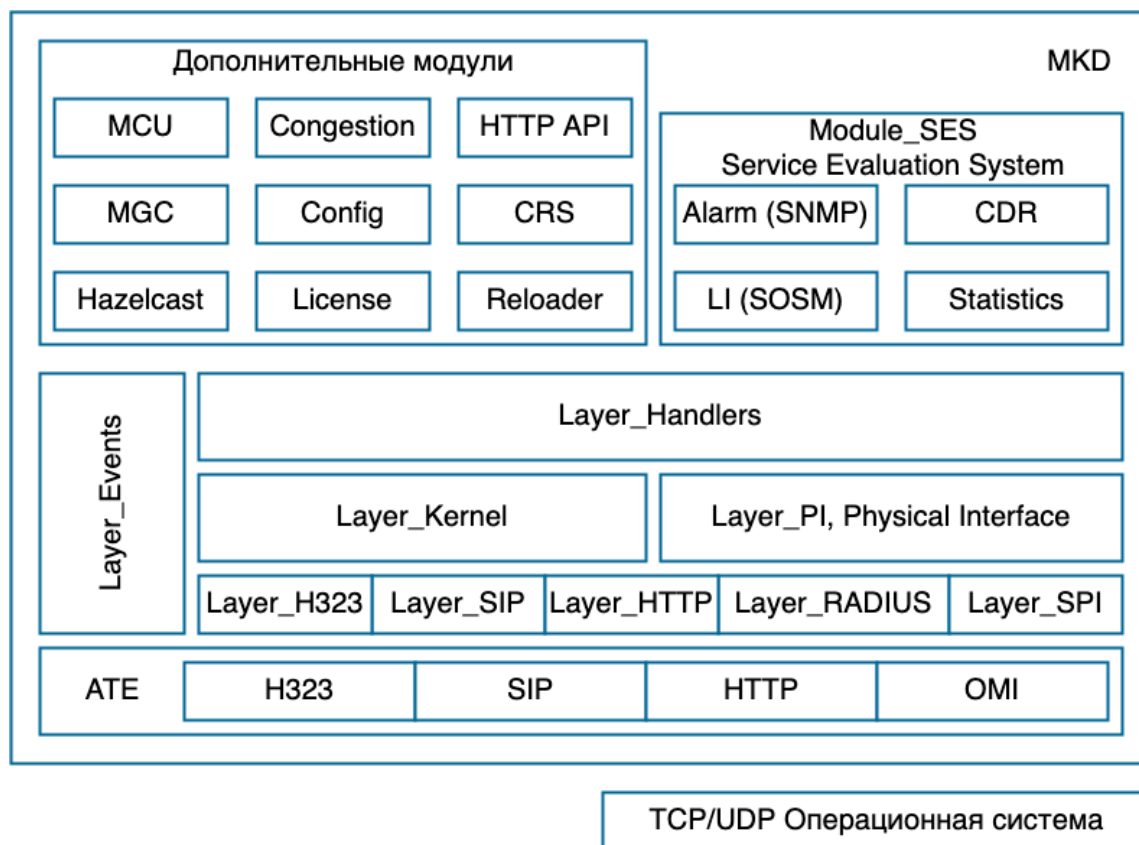 Дополнительные модули
MKD
MCU
Congestion
HTTP API
MGC
Config
CRS
Hazelcast
License
Reloader
Module_SES
Service Evaluation System
Alarm (SNMP)
CDR
LI (SOSM)
Statistics
Layer_Events
Layer_Handlers
Layer_Kernel
Layer_PI, Physical Interface
Layer_H323
Layer_SIP
Layer_HTTP
Layer_RADIUS
Layer_SPI
ATE
H323
SIP
HTTP
OMI
TCP/UDP Операционная система